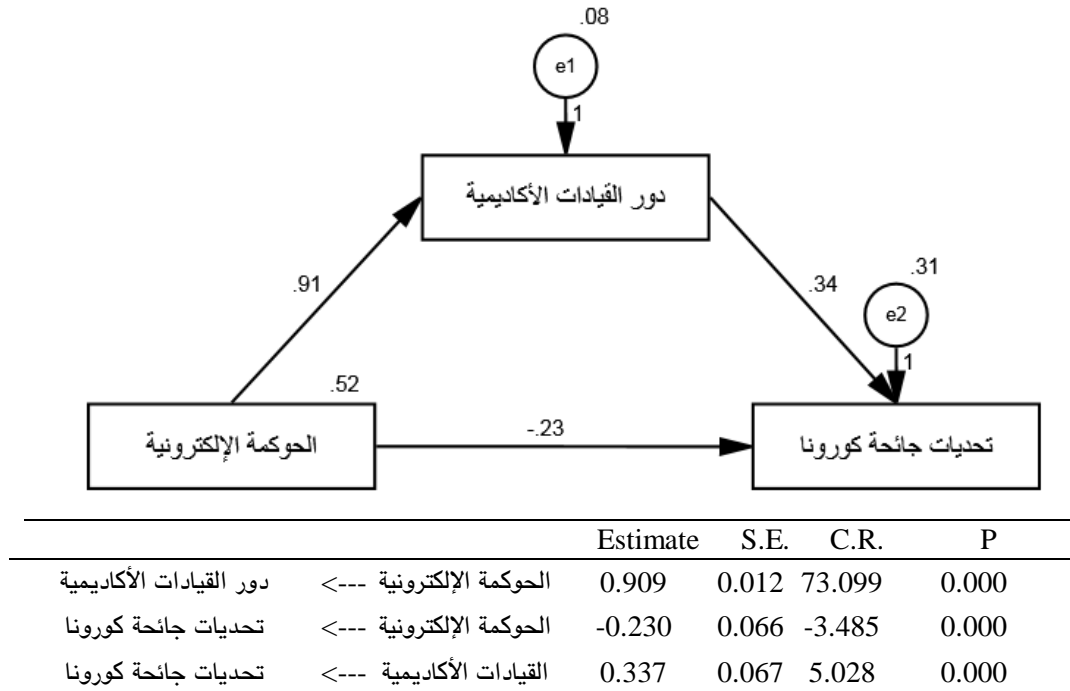 .08
e1
1
دور القيادات الأكاديمية
.91
.34
.31
e2
1
.52
الحوكمة الإلكترونية
-.23
تحديات جائحة كورونا
Estimate S.E. C.R. P
دور القيادات الأكاديمية <--- الحوكمة الإلكترونية 0.909 0.012 73.099 0.000
تحديات جائحة كورونا <--- الحوكمة الإلكترونية -0.230 0.066 -3.485 0.000
تحديات جائحة كورونا <--- القيادات الأكاديمية 0.337 0.067 5.028 0.000